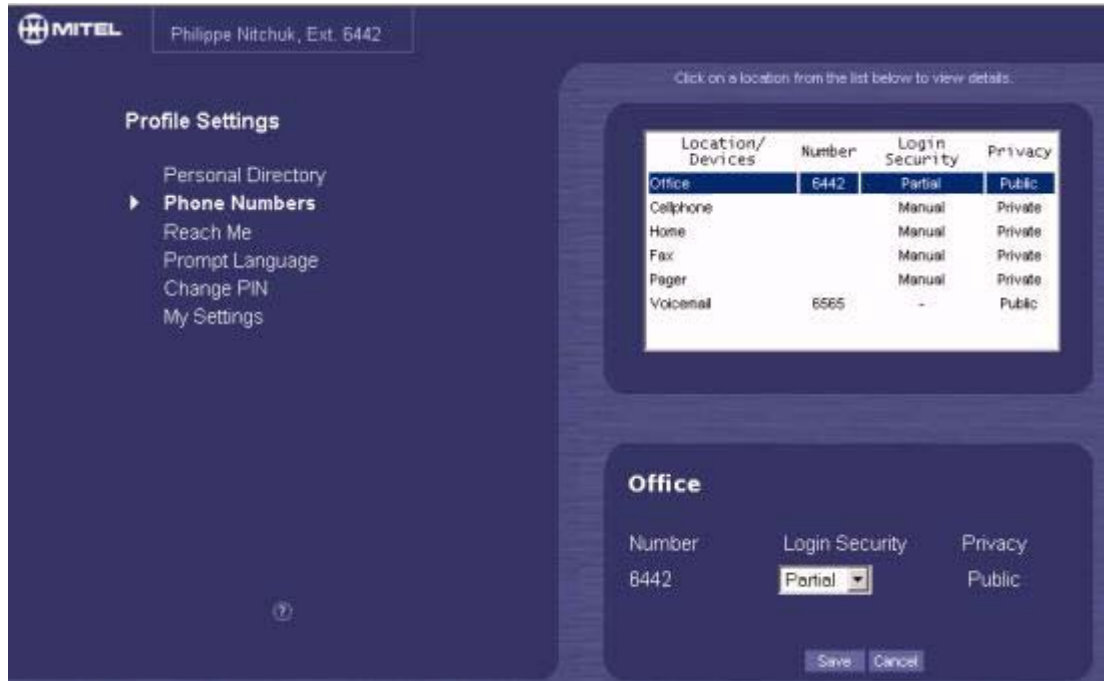 MITEL
Philippe Nitchuk, Ext. 6442
Profile Settings
Personal Directory
Phone Numbers
Reach Me
Prompt Language
Change PIN
My Settings
?
Click on a location from the list below to view details.
Location/Devices Number Login Security Privacy
Office 6442 Partial Public
Cellphone Manual Private
Home Manual Private
Fax Manual Private
Pager Manual Private
Voicemail 6565 - Public
Office
Number Login Security Privacy
6442 Partial Public
Save Cancel